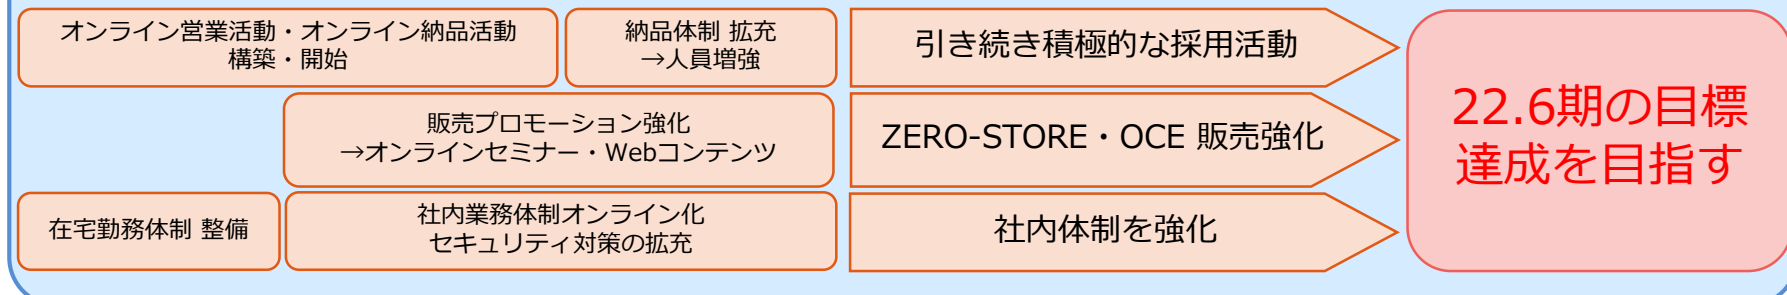 オンライン営業活動・オンライン納品活動
構築・開始
納品体制 拡充
→人員増強
引き続き積極的な採用活動
販売プロモーション強化
→オンラインセミナー・Webコンテンツ
ZERO-STORE・OCE 販売強化
在宅勤務体制 整備
社内業務体制オンライン化
セキュリティ対策の拡充
社内体制を強化
22.6期の目標
達成を目指す